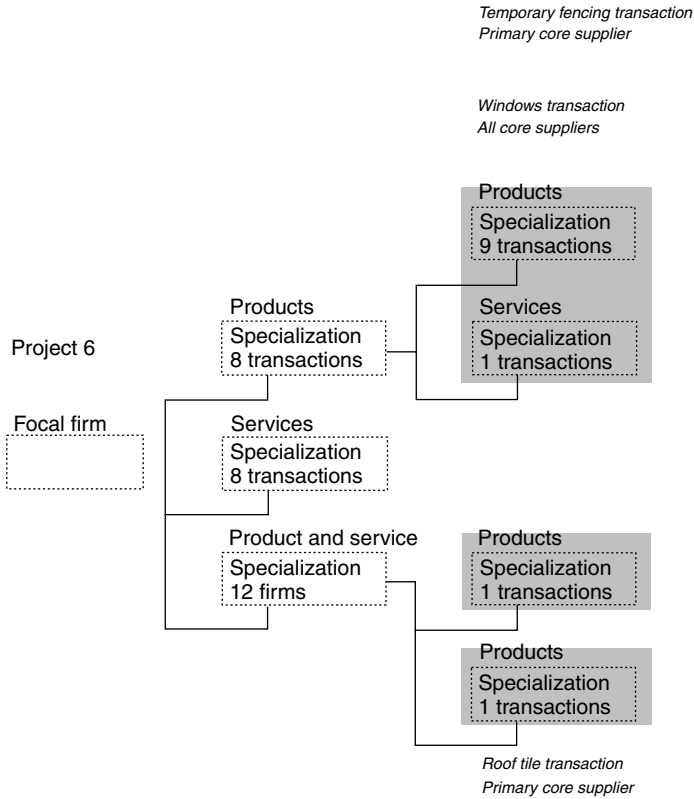 Temporary fencing transaction
Primary core supplier
Windows transaction
All core suppliers
Products
Specialization
9 transactions
Products
Specialization
8 transactions
Services
Specialization
1 transactions
Project 6
Focal firm
Services
Specialization
8 transactions
Product and service
Specialization
12 firms
Products
Specialization
1 transactions
Products
Specialization
1 transactions
Roof tile transaction
Primary core supplier